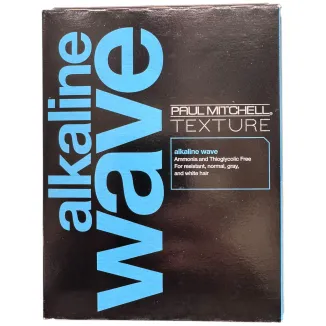 alkaline
wave
PAUL MITCHELL®
TEXTURE
alkaline wave
Ammonia and Thioglycolic Free
For resistant, normal, gray,
and white hair